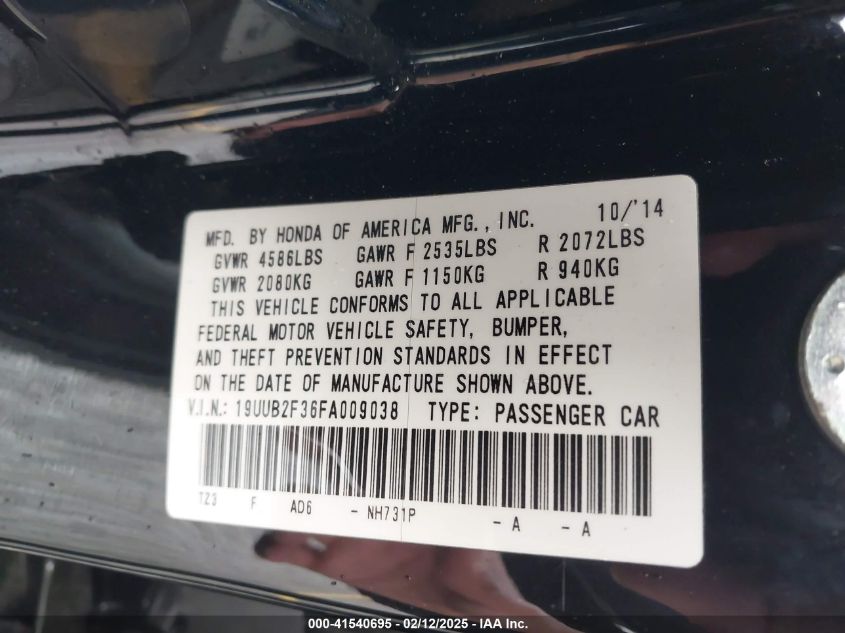 MFD. BY HONDA OF AMERICA MFG., INC. 10/'14
GVWR 4586LBS GAWR F 2535LBS R 2072LBS
GVWR 2080KG GAWR F 1150KG R 940KG
THIS VEHICLE CONFORMS TO ALL APPLICABLE
FEDERAL MOTOR VEHICLE SAFETY, BUMPER,
AND THEFT PREVENTION STANDARDS IN EFFECT
ON THE DATE OF MANUFACTURE SHOWN ABOVE.
V.I.N.: 19UUB2F36FA009038 TYPE: PASSENGER CAR
TZ3 F AD6 - NH731P - A - A
000-41540695 - 02/12/2025 - IAA Inc.